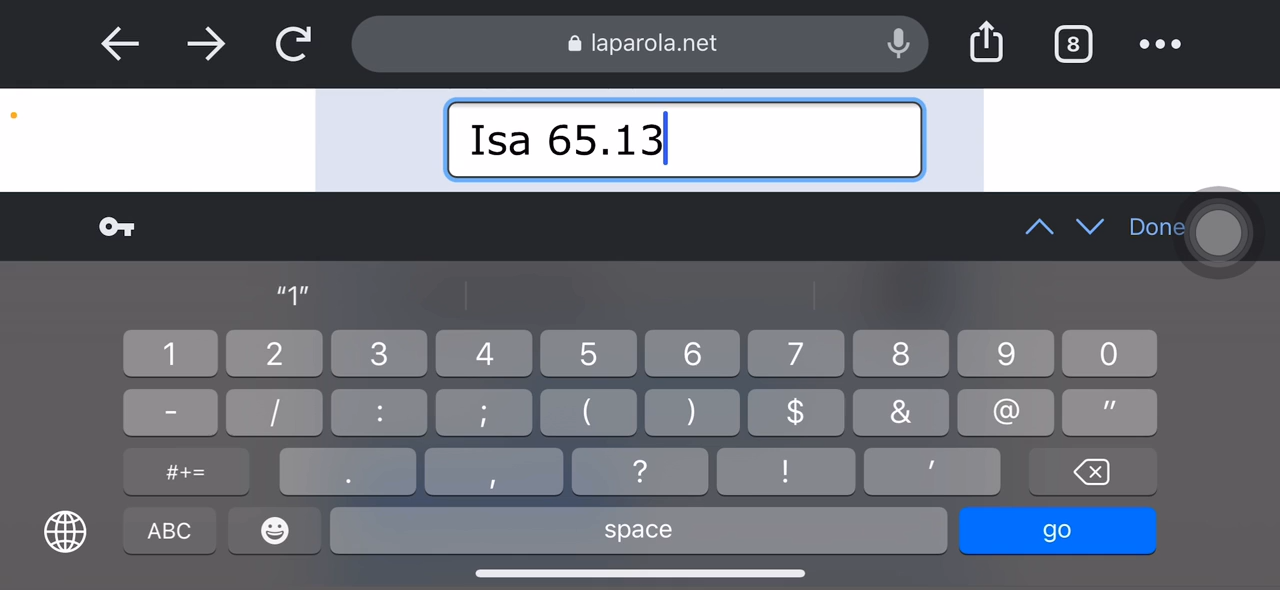 8
laparola.net
Isa 65.13
Done
“1”
1 2 3 4 5 6 7 8 9 0
- / : ; ( ) $ & @ "
#+= . , ? ! '
ABC space go